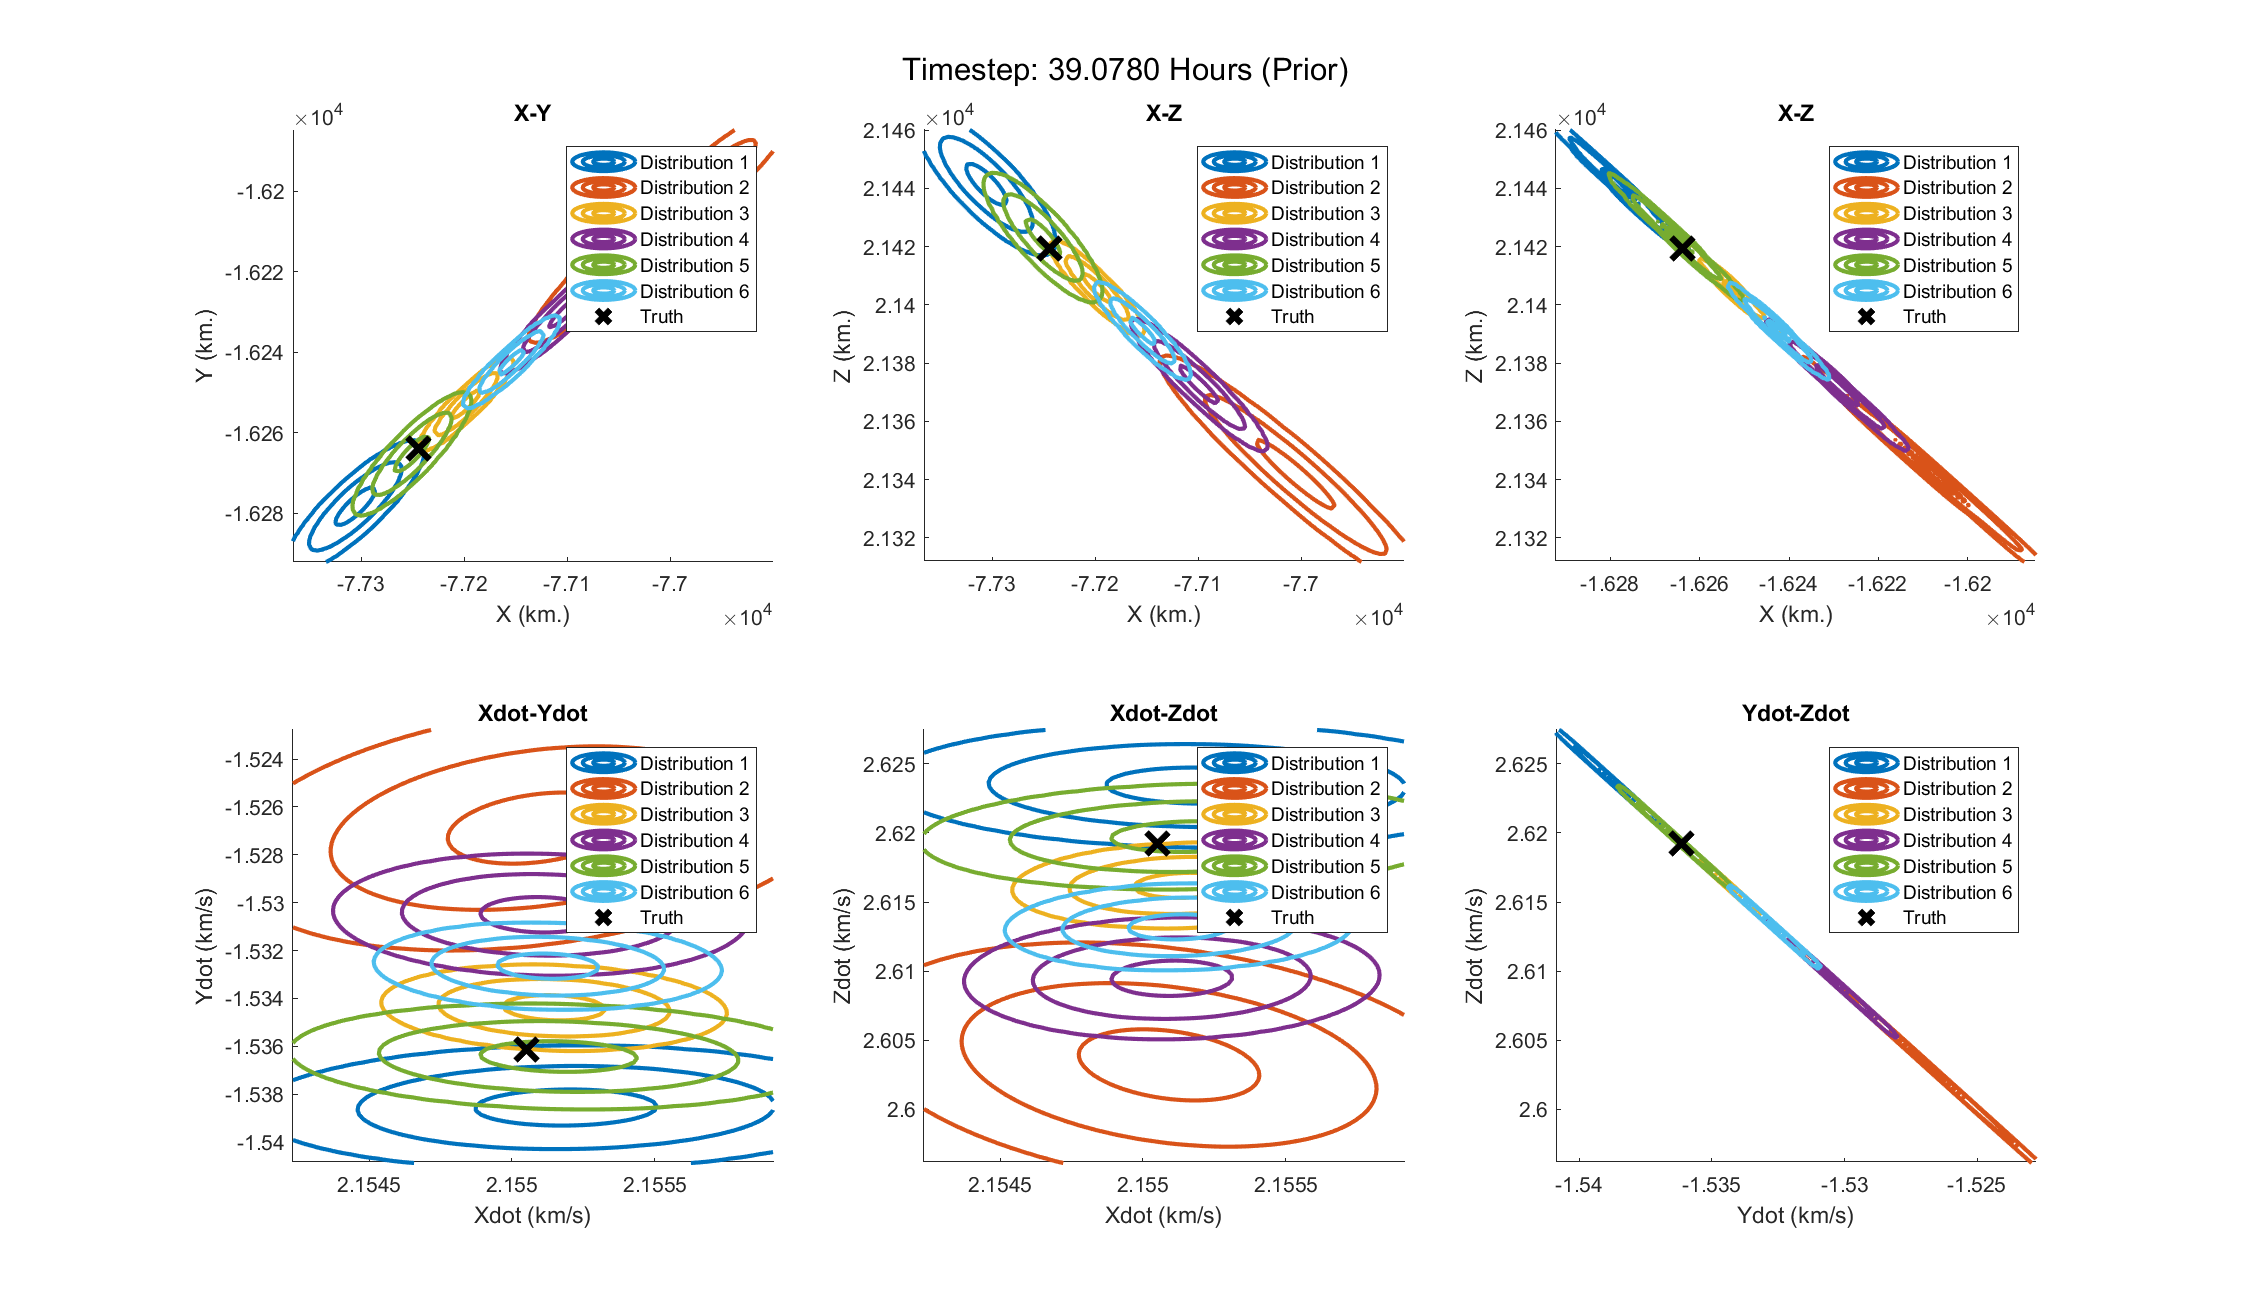 Timestep: 39.0780 Hours (Prior)
X-Y
×10⁴
-1.62
-1.622
-1.624
-1.626
-1.628
Y (km.)
-7.73
-7.72
-7.71
-7.7
X (km.)
×10⁴
Distribution 1
Distribution 2
Distribution 3
Distribution 4
Distribution 5
Distribution 6
Truth
X-Z
×10⁴
2.146
2.144
2.142
2.14
2.138
2.136
2.134
2.132
Z (km.)
-7.73
-7.72
-7.71
-7.7
X (km.)
×10⁴
Distribution 1
Distribution 2
Distribution 3
Distribution 4
Distribution 5
Distribution 6
Truth
X-Z
×10⁴
2.146
2.144
2.142
2.14
2.138
2.136
2.134
2.132
Z (km.)
-1.628
-1.626
-1.624
-1.622
-1.62
X (km.)
×10⁴
Distribution 1
Distribution 2
Distribution 3
Distribution 4
Distribution 5
Distribution 6
Truth
Xdot-Ydot
-1.524
-1.526
-1.528
-1.53
-1.532
-1.534
-1.536
-1.538
-1.54
Ydot (km/s)
2.1545
2.155
2.1555
Xdot (km/s)
Distribution 1
Distribution 2
Distribution 3
Distribution 4
Distribution 5
Distribution 6
Truth
Xdot-Zdot
2.625
2.62
2.615
2.61
2.605
2.6
Zdot (km/s)
2.1545
2.155
2.1555
Xdot (km/s)
Distribution 1
Distribution 2
Distribution 3
Distribution 4
Distribution 5
Distribution 6
Truth
Ydot-Zdot
2.625
2.62
2.615
2.61
2.605
2.6
Zdot (km/s)
-1.54
-1.535
-1.53
-1.525
Ydot (km/s)
Distribution 1
Distribution 2
Distribution 3
Distribution 4
Distribution 5
Distribution 6
Truth